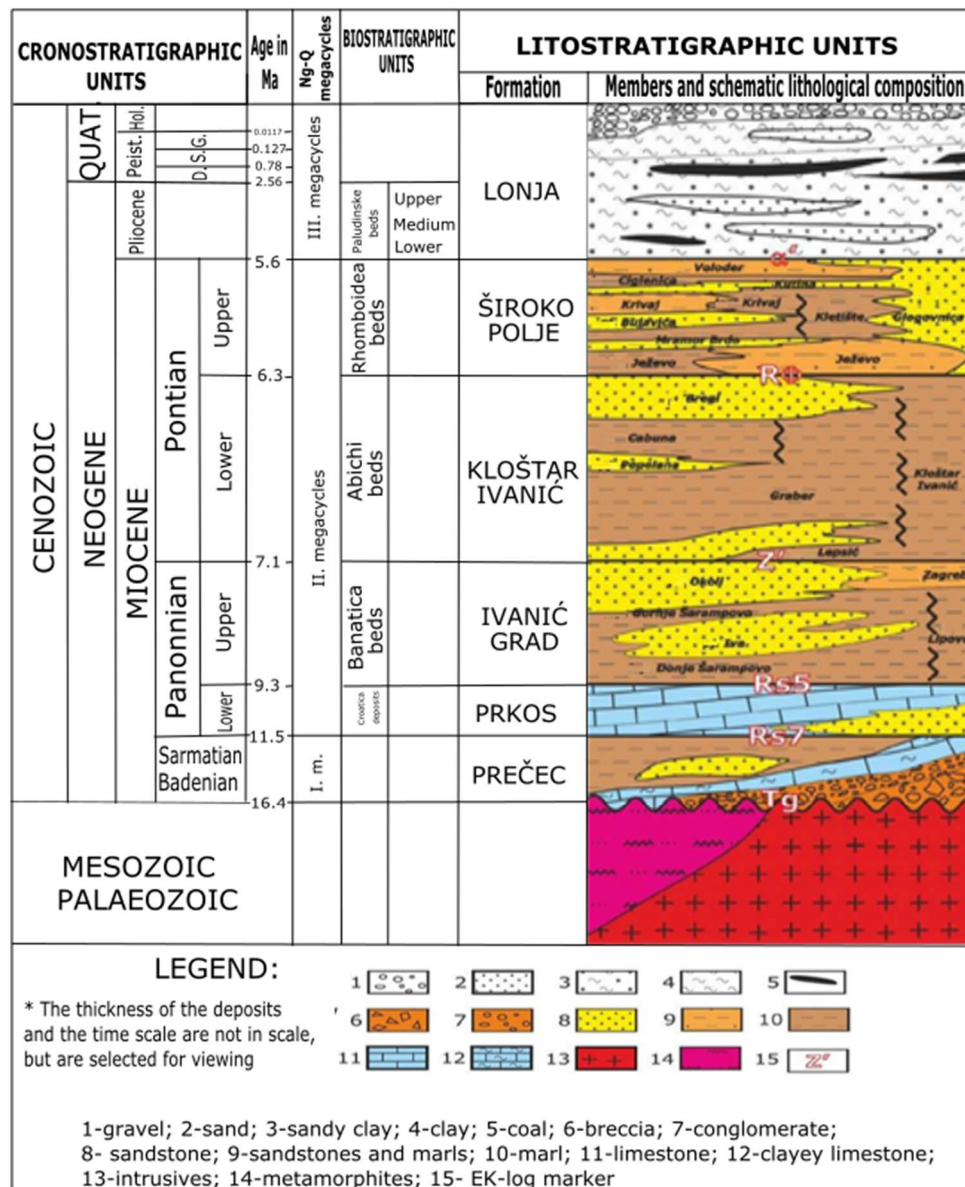 CRONOSTRATIGRAPHIC UNITS
Age in Ma
Ng-Q megacycles
BIOSTRATIGRAPHIC UNITS
LITOSTRATIGRAPHIC UNITS
Formation
Members and schematic lithological composition
CENOZOIC
QUAT
NEOGENE
Hol.
Peist.
D.S.G.
Pliocene
MIOCENE
Pontian
Upper
Lower
Panonnian
Upper
Lower
Sarmatian
Badenian
MESOZOIC
PALAEOZOIC
0.0117
0.127
0.78
2.56
5.6
6.3
7.1
9.3
11.5
16.4
III. megacycles
II. megacycles
I. m.
Paludinske beds
Upper
Medium
Lower
Rhomboidea beds
Abichi beds
Banatica beds
Croatica deposits
LONJA
ŠIROKO POLJE
KLOŠTAR IVANIĆ
IVANIĆ GRAD
PRKOS
PREČEC
α'
Voloder
Ciglenica
Kurina
Krivaj
Krivaj
Kletište
Glogovnica
Mramor Brdo
Ježevo
Ježevo
Bregi
Cabuna
Graber
Kloštar Ivanić
Lepsić
Z'
Okoli
Zagreb
Gornje Šarampovo
Iva
Lipova
Donje Šarampovo
Rs5
Rs7
Tg
LEGEND:
* The thickness of the deposits
and the time scale are not in scale,
but are selected for viewing
1 2 3 4 5
6 7 8 9 10
11 12 13 14 15 Z'
1-gravel; 2-sand; 3-sandy clay; 4-clay; 5-coal; 6-breccia; 7-conglomerate;
8- sandstone; 9-sandstones and marls; 10-marl; 11-limestone; 12-clayey limestone;
13-intrusives; 14-metamorphites; 15- EK-log marker